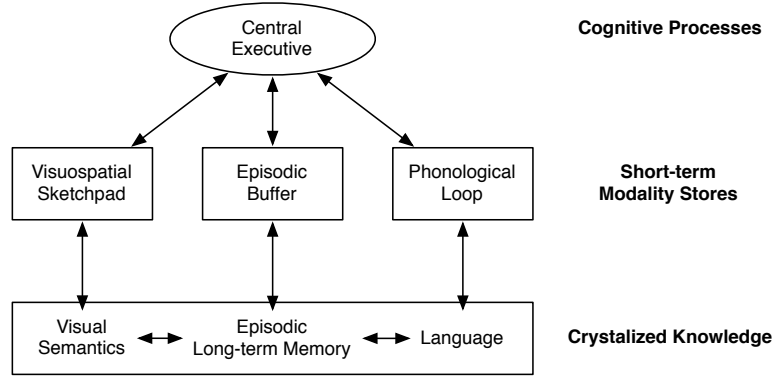 Central
Executive
Cognitive Processes
Visuospatial
Sketchpad
Episodic
Buffer
Phonological
Loop
Short-term
Modality Stores
Visual
Semantics
Episodic
Long-term Memory
Language
Crystalized Knowledge